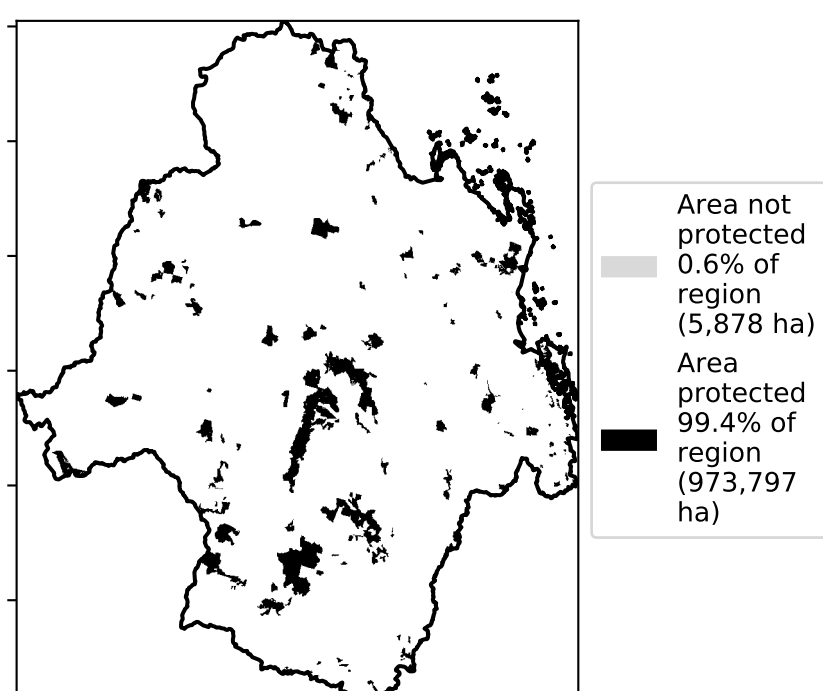 Area not
protected
0.6% of
region
(5,878 ha)
Area
protected
99.4% of
region
(973,797
ha)